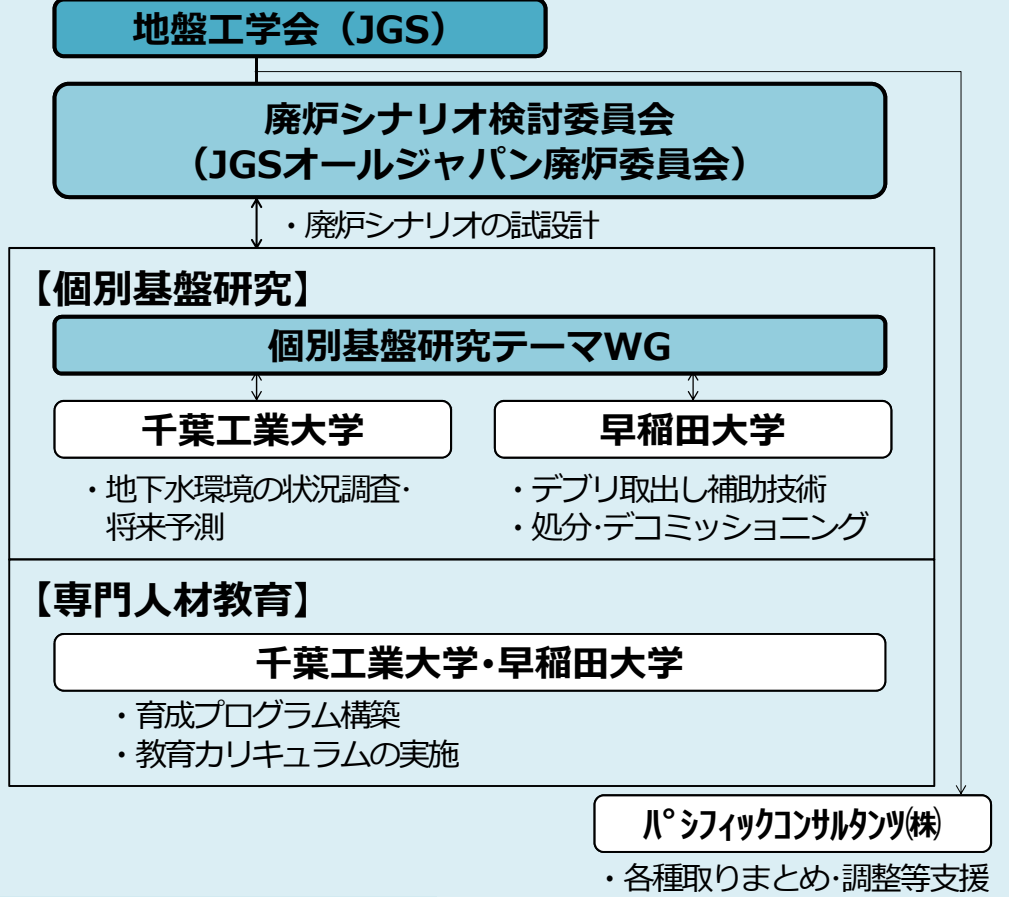 地盤工学会（JGS）
廃炉シナリオ検討委員会
（JGSオールジャパン廃炉委員会）
・廃炉シナリオの試設計
【個別基盤研究】
個別基盤研究テーマWG
千葉工業大学
早稲田大学
・地下水環境の状況調査･
将来予測
・デブリ取出し補助技術
・処分･デコミッショニング
【専門人材教育】
千葉工業大学･早稲田大学
・育成プログラム構築
・教育カリキュラムの実施
ﾊﾟｼﾌｨｯｸｺﾝｻﾙﾀﾝﾂ㈱
・各種取りまとめ･調整等支援